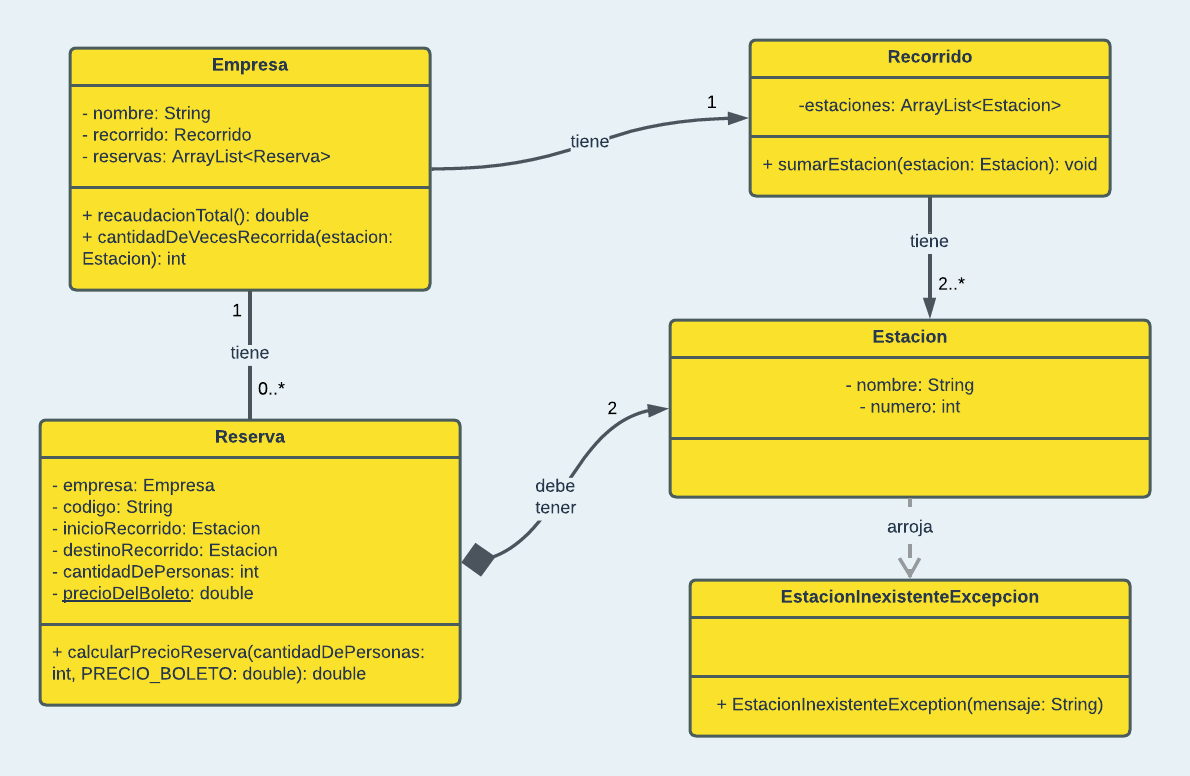 Empresa
- nombre: String
- recorrido: Recorrido
- reservas: ArrayList<Reserva>
+ recaudacionTotal(): double
+ cantidadDeVecesRecorrida(estacion:
Estacion): int
tiene
1
Recorrido
-estaciones: ArrayList<Estacion>
+ sumarEstacion(estacion: Estacion): void
tiene
2..*
1
tiene
0..*
Reserva
- empresa: Empresa
- codigo: String
- inicioRecorrido: Estacion
- destinoRecorrido: Estacion
- cantidadDePersonas: int
- precioDelBoleto: double
+ calcularPrecioReserva(cantidadDePersonas:
int, PRECIO_BOLETO: double): double
debe
tener
2
Estacion
- nombre: String
- numero: int
arroja
EstacionInexistenteExcepcion
+ EstacionInexistenteException(mensaje: String)